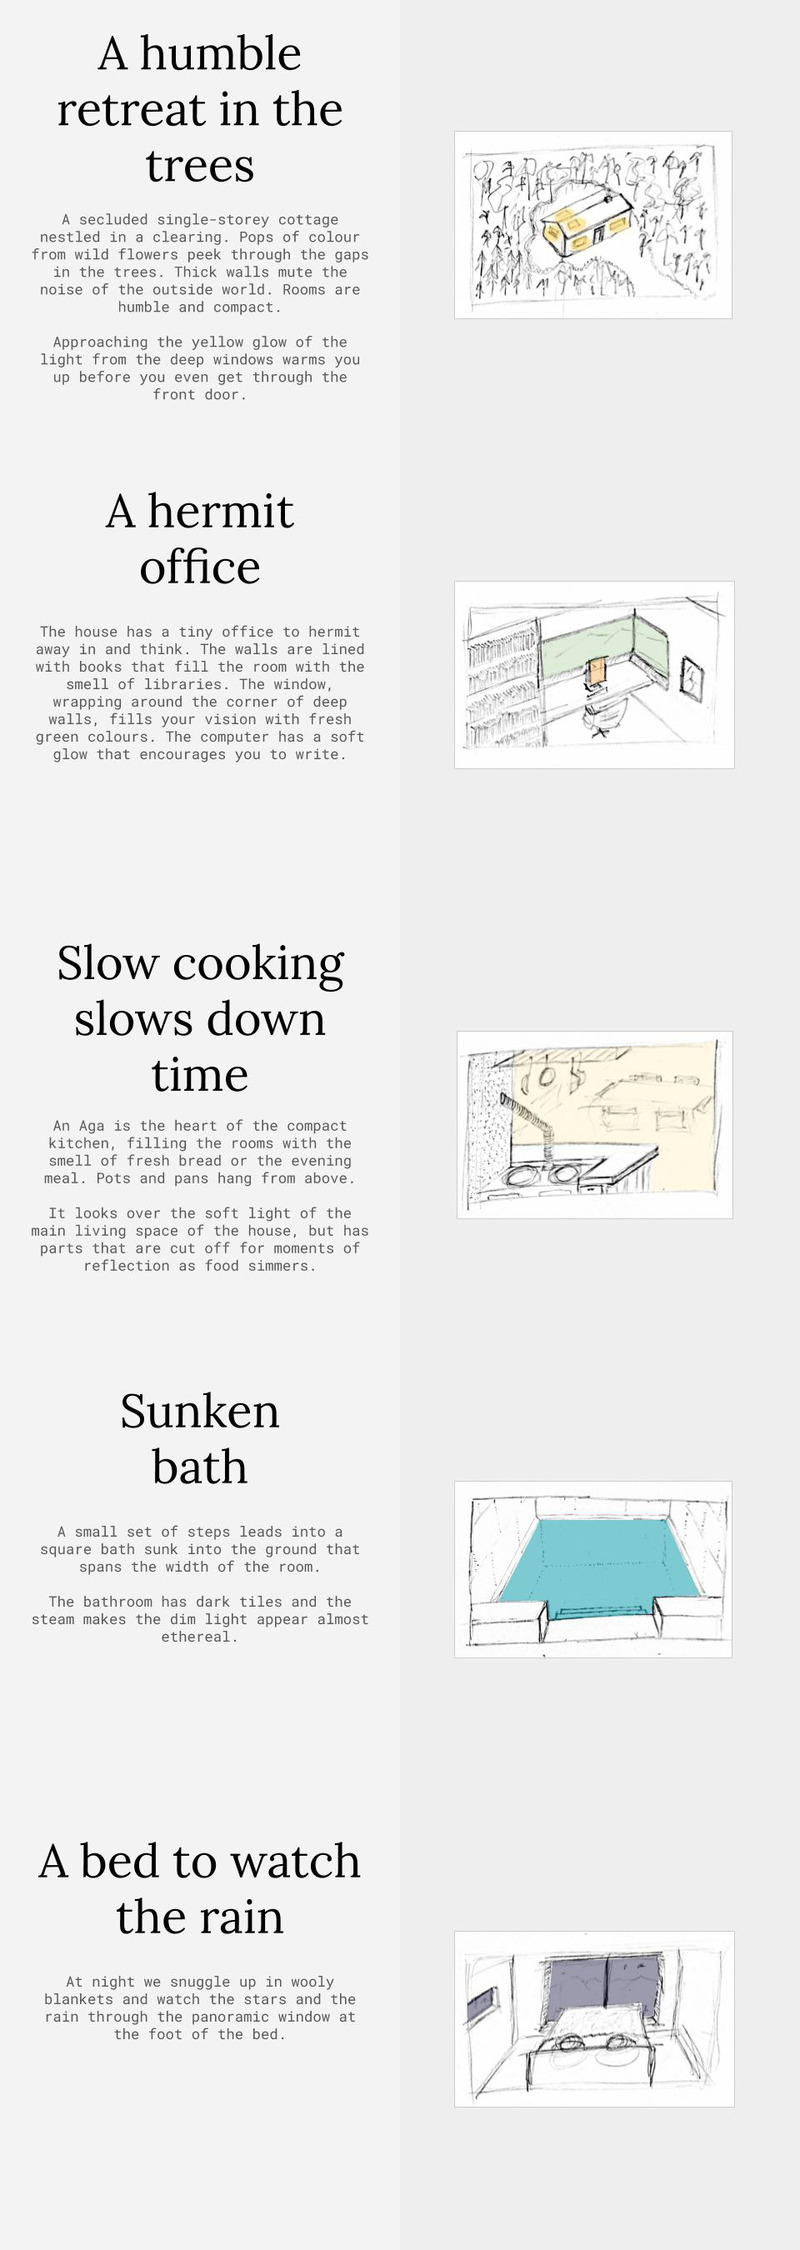 A humble
retreat in the
trees
A secluded single-storey cottage
nestled in a clearing. Pops of colour
from wild flowers peek through the gaps
in the trees. Thick walls mute the
noise of the outside world. Rooms are
humble and compact.
Approaching the yellow glow of the
light from the deep windows warms you
up before you even get through the
front door.
A hermit
office
The house has a tiny office to hermit
away in and think. The walls are lined
with books that fill the room with the
smell of libraries. The window,
wrapping around the corner of deep
walls, fills your vision with fresh
green colours. The computer has a soft
glow that encourages you to write.
Slow cooking
slows down
time
An Aga is the heart of the compact
kitchen, filling the rooms with the
smell of fresh bread or the evening
meal. Pots and pans hang from above.
It looks over the soft light of the
main living space of the house, but has
parts that are cut off for moments of
reflection as food simmers.
Sunken
bath
A small set of steps leads into a
square bath sunk into the ground that
spans the width of the room.
The bathroom has dark tiles and the
steam makes the dim light appear almost
ethereal.
A bed to watch
the rain
At night we snuggle up in wooly
blankets and watch the stars and the
rain through the panoramic window at
the foot of the bed.